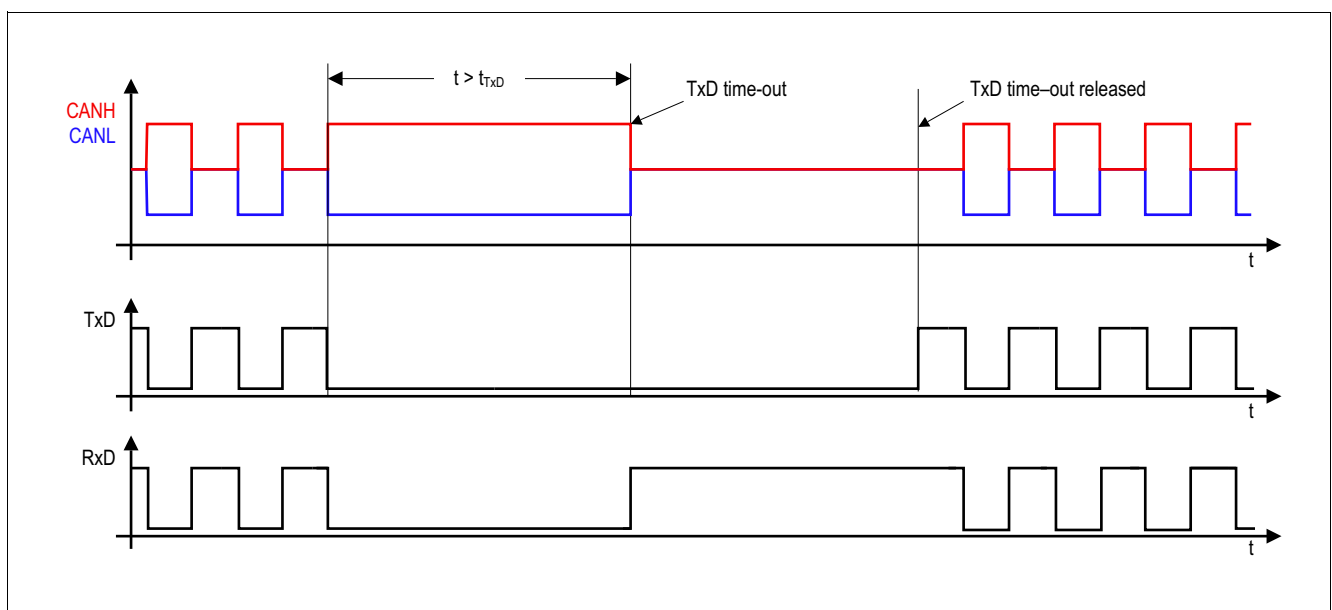 t > tTxD
TxD time-out
TxD time–out released
CANH
CANL
t
TxD
t
RxD
t